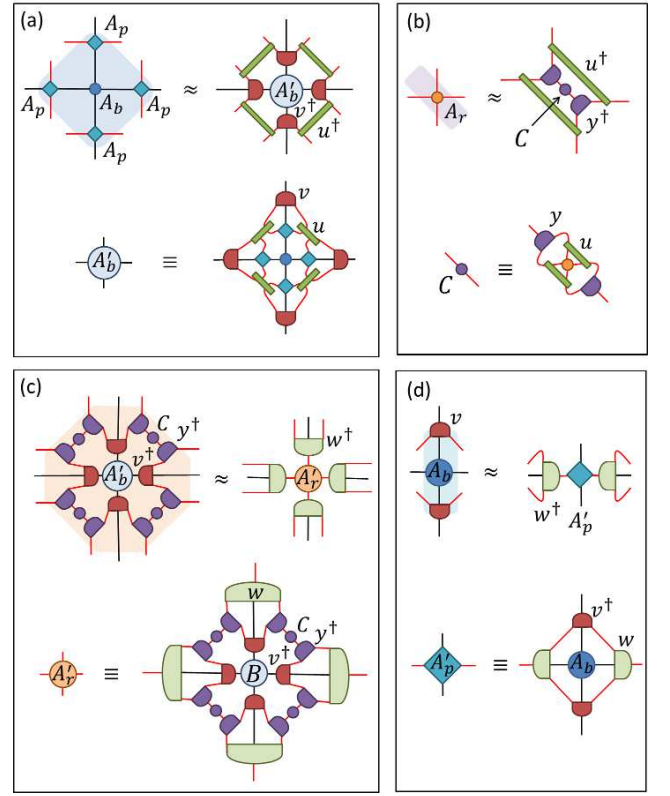 (a)
A_p
A_p
A_b
A_p
A_p
≈
A'_b
v†
u†
A'_b
≡
v
u
(b)
A_r
≈
u†
y†
C
C
≡
y
u
(c)
C
y†
v†
A'_b
≈
w†
A'_r
A'_r
≡
w
C
y†
v†
B
(d)
v
A_b
≈
w†
A'_p
A'_p
≡
v†
w
A_b